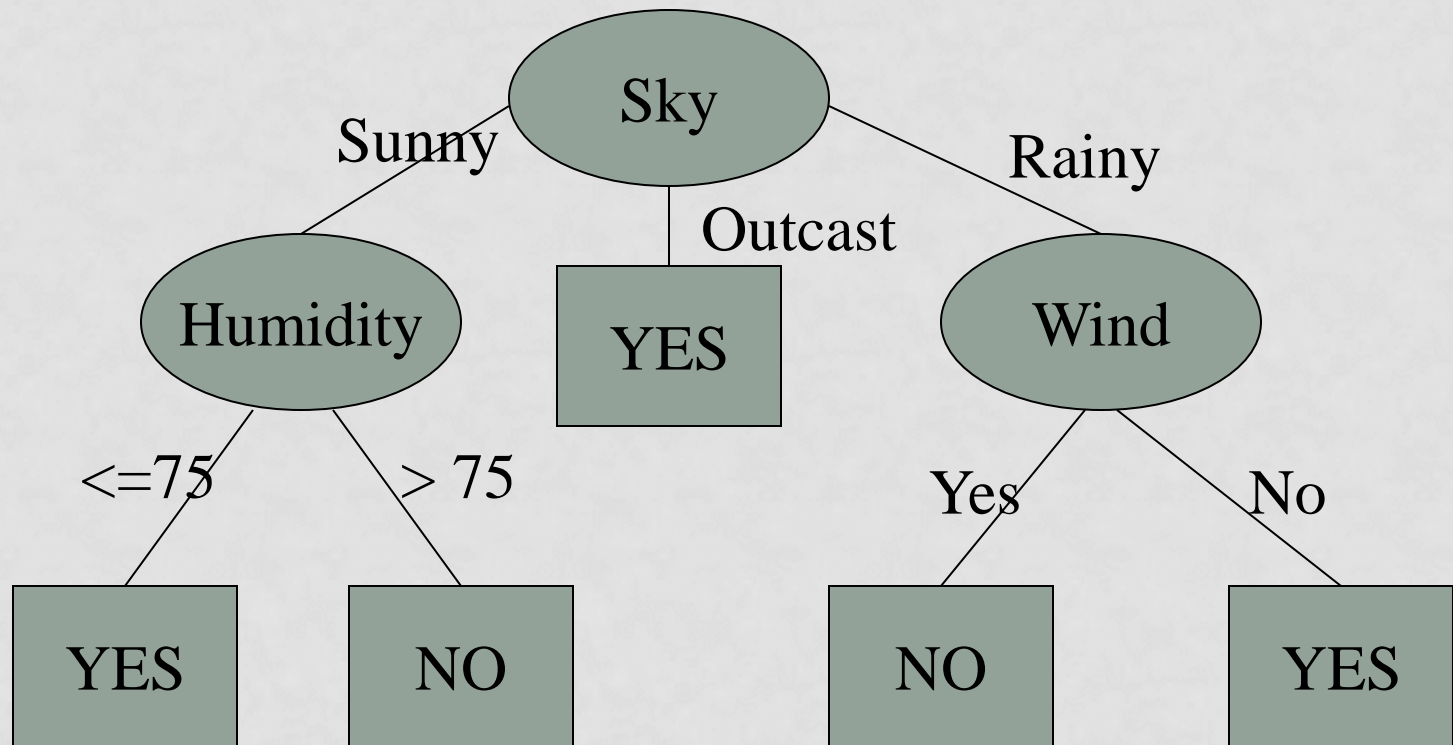 Sky
Sunny
Rainy
Outcast
Humidity
YES
Wind
<=75
> 75
Yes
No
YES
NO
NO
YES